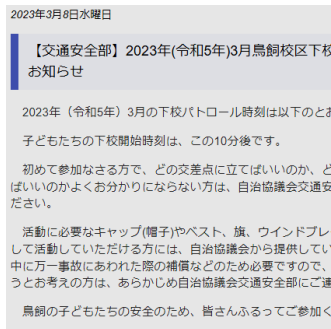 2023年3月8日水曜日
【交通安全部】2023年(令和5年)3月鳥飼校区下校
お知らせ
2023年（令和5年）3月の下校パトロール時刻は以下のとお
子どもたちの下校開始時刻は、この10分後です。
初めて参加なさる方で、どの交差点に立てばいいのか、ど
ばいいのかよくお分かりにならない方は、自治協議会交通安
ださい。
活動に必要なキャップ(帽子)やベスト、旗、ウインドブレ
して活動していただける方には、自治協議会から提供してい
中に万一事故にあわれた際の補償などのため必要ですので、
うとお考えの方は、あらかじめ自治協議会交通安全部にご連
鳥飼の子どもたちの安全のため、皆さんふるってご参加く